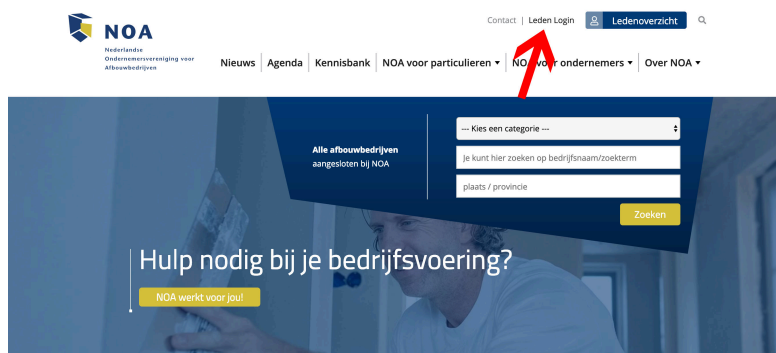 Contact | Leden Login
Ledenoverzicht
NOA
Nederlandse
Ondernemersvereniging voor
Afbouwbedrijven
Nieuws | Agenda | Kennisbank | NOA voor particulieren | NOA voor ondernemers | Over NOA
--- Kies een categorie ---
Alle afbouwbedrijven
aangesloten bij NOA
Je kunt hier zoeken op bedrijfsnaam/zoekterm
plaats / provincie
Zoeken
Hulp nodig bij je bedrijfsvoering?
NOA werkt voor jou!